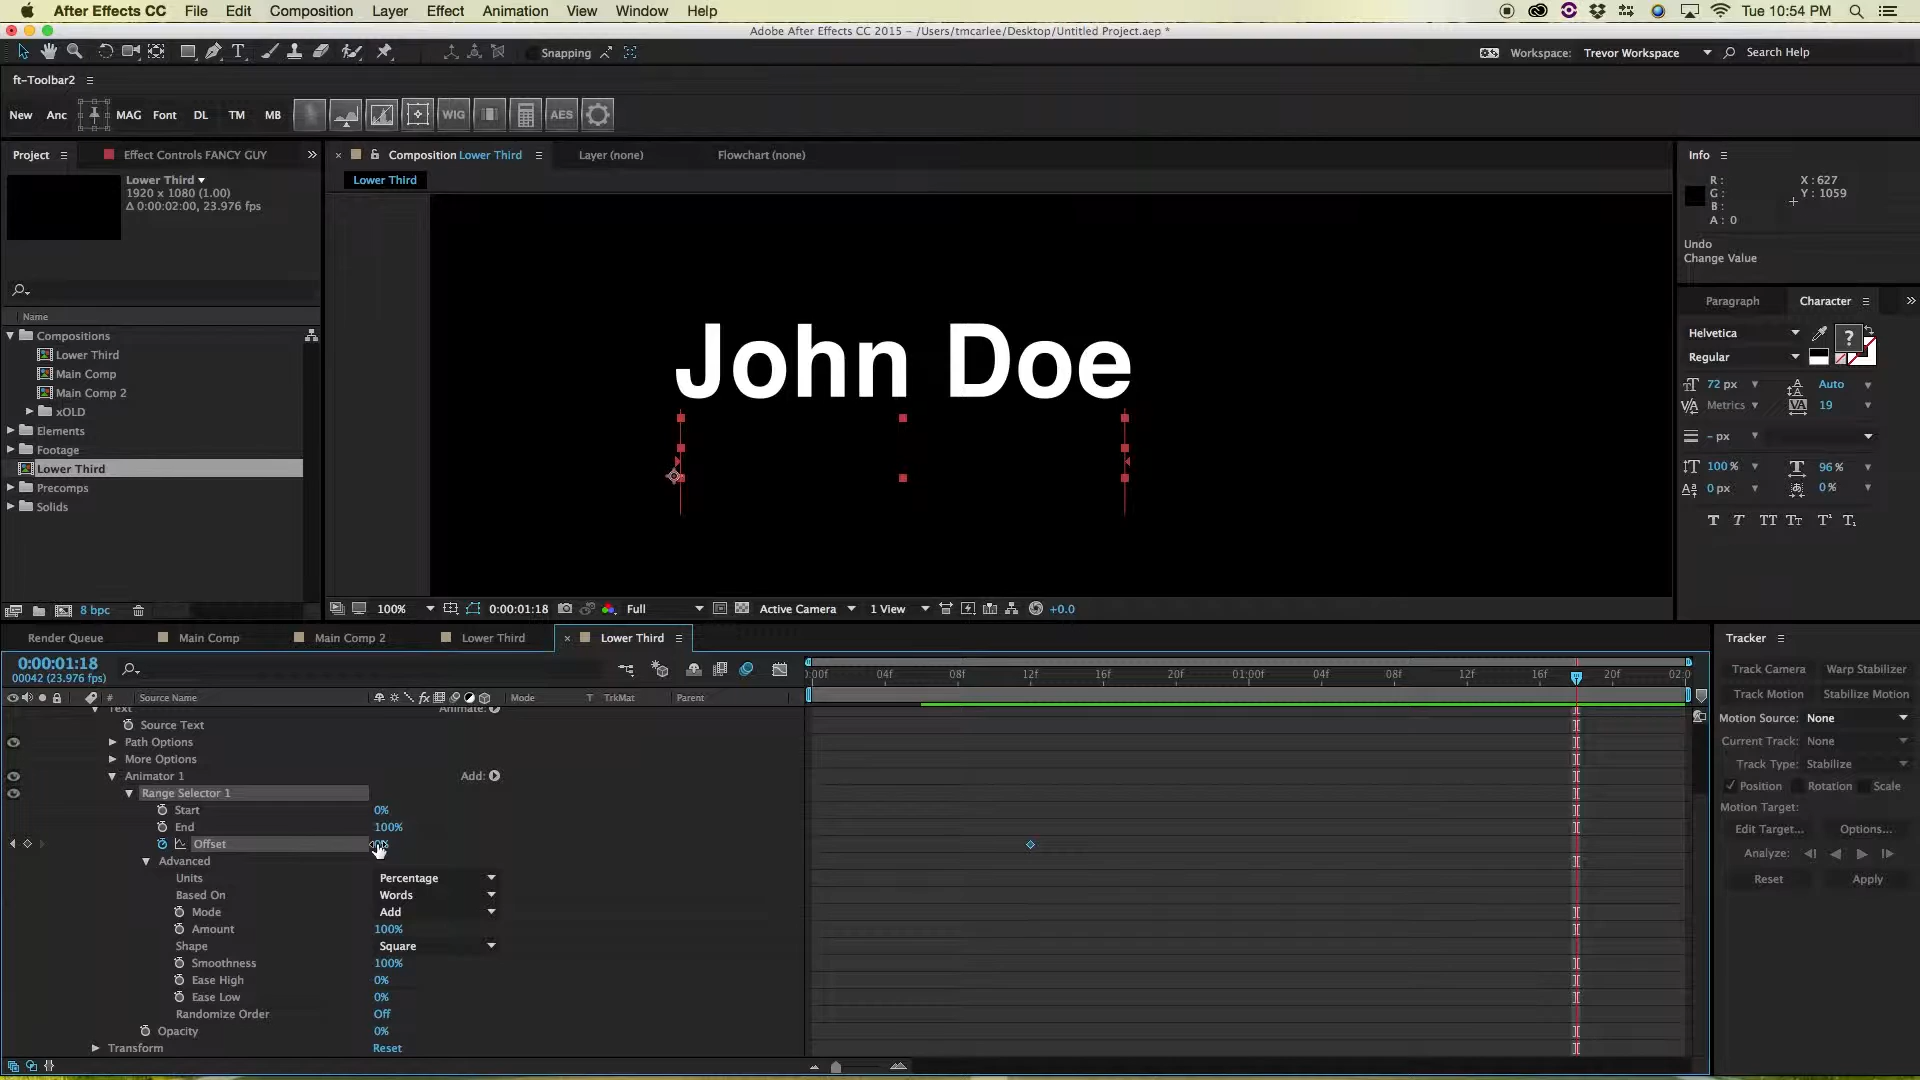 After Effects CC File Edit Composition Layer Effect Animation View Window Help Tue 10:54 PM
Adobe After Effects CC 2015 - /Users/tmcarlee/Desktop/Untitled Project.aep *
Snapping Workspace: Trevor Workspace Search Help
ft-Toolbar2
New Anc MAG Font DL TM MB WIG AES
Project Effect Controls FANCY GUY Composition Lower Third Layer (none) Flowchart (none) Info
Lower Third
1920 x 1080 (1.00)
Δ 0:00:02:00, 23.976 fps
Lower Third
R : X : 627
G : Y : 1059
B :
A : 0
Undo
Change Value
Name
Compositions
Lower Third
Main Comp
Main Comp 2
xOLD
Elements
Footage
Lower Third
Precomps
Solids
8 bpc
John Doe
100% 0:00:01:18 Full Active Camera 1 View +0.0
Paragraph Character
Helvetica
Regular
72 px Auto
Metrics 19
- px
100 % 96 %
0 px 0 %
T T TT Tt T¹ T₁
Render Queue Main Comp Main Comp 2 Lower Third Lower Third
0:00:01:18
00042 (23.976 fps)
# Source Name Mode T TrkMat Parent
Text Animate:
Source Text
Path Options
More Options
Animator 1 Add:
Range Selector 1
Start 0%
End 100%
Offset
Advanced
Units Percentage
Based On Words
Mode Add
Amount 100%
Shape Square
Smoothness 100%
Ease High 0%
Ease Low 0%
Randomize Order Off
Opacity 0%
Transform Reset
:00f 04f 08f 12f 16f 20f 01:00f 04f 08f 12f 16f 20f 02:0
Tracker
Track Camera Warp Stabilizer
Track Motion Stabilize Motion
Motion Source: None
Current Track: None
Track Type: Stabilize
Position Rotation Scale
Motion Target:
Edit Target... Options...
Analyze:
Reset Apply